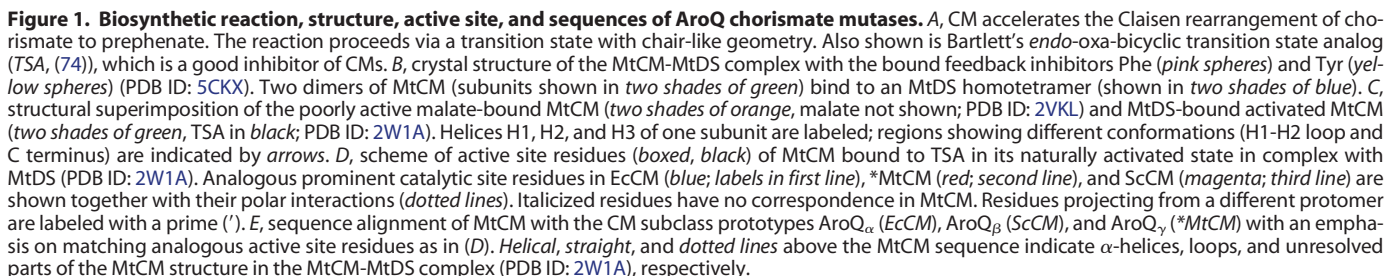 Figure 1. Biosynthetic reaction, structure, active site, and sequences of AroQ chorismate mutases. A, CM accelerates the Claisen rearrangement of cho-
rismate to prephenate. The reaction proceeds via a transition state with chair-like geometry. Also shown is Bartlett's endo-oxa-bicyclic transition state analog
(TSA, (74)), which is a good inhibitor of CMs. B, crystal structure of the MtCM-MtDS complex with the bound feedback inhibitors Phe (pink spheres) and Tyr (yel-
low spheres) (PDB ID: 5CKX). Two dimers of MtCM (subunits shown in two shades of green) bind to an MtDS homotetramer (shown in two shades of blue). C,
structural superimposition of the poorly active malate-bound MtCM (two shades of orange, malate not shown; PDB ID: 2VKL) and MtDS-bound activated MtCM
(two shades of green, TSA in black; PDB ID: 2W1A). Helices H1, H2, and H3 of one subunit are labeled; regions showing different conformations (H1-H2 loop and
C terminus) are indicated by arrows. D, scheme of active site residues (boxed, black) of MtCM bound to TSA in its naturally activated state in complex with
MtDS (PDB ID: 2W1A). Analogous prominent catalytic site residues in EcCM (blue; labels in first line), *MtCM (red; second line), and ScCM (magenta; third line) are
shown together with their polar interactions (dotted lines). Italicized residues have no correspondence in MtCM. Residues projecting from a different protomer
are labeled with a prime ('). E, sequence alignment of MtCM with the CM subclass prototypes AroQα (EcCM), AroQβ (ScCM), and AroQγ (*MtCM) with an empha-
sis on matching analogous active site residues as in (D). Helical, straight, and dotted lines above the MtCM sequence indicate α-helices, loops, and unresolved
parts of the MtCM structure in the MtCM-MtDS complex (PDB ID: 2W1A), respectively.